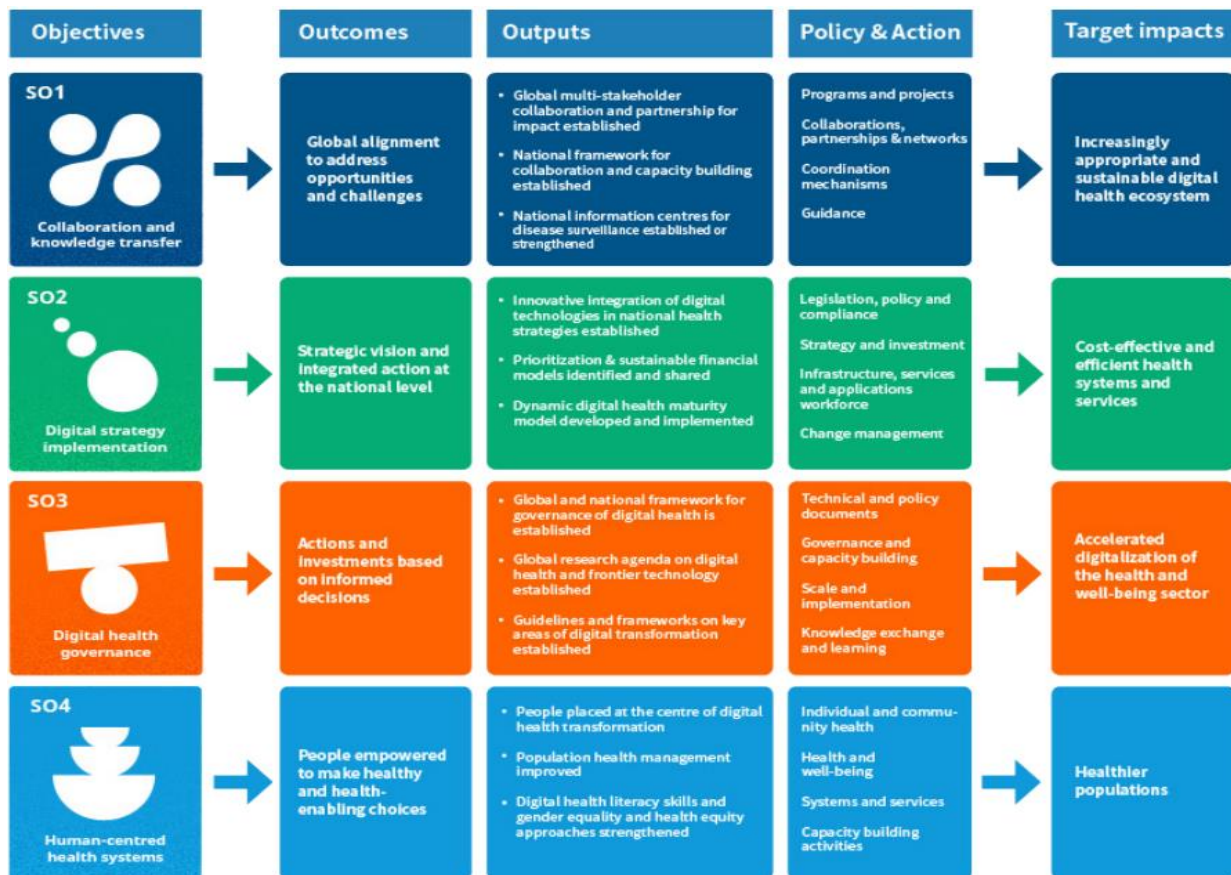 Objectives
Outcomes
Outputs
Policy & Action
Target impacts
SO1
Collaboration and
knowledge transfer
Global alignment
to address
opportunities
and challenges
• Global multi-stakeholder
collaboration and partnership for
impact established
• National framework for
collaboration and capacity building
established
• National information centres for
disease surveillance established or
strengthened
Programs and projects
Collaborations,
partnerships & networks
Coordination
mechanisms
Guidance
Increasingly
appropriate and
sustainable digital
health ecosystem
SO2
Digital strategy
implementation
Strategic vision and
integrated action at
the national level
• Innovative integration of digital
technologies in national health
strategies established
• Prioritization & sustainable financial
models identified and shared
• Dynamic digital health maturity
model developed and implemented
Legislation, policy and
compliance
Strategy and investment
Infrastructure, services
and applications
workforce
Change management
Cost-effective and
efficient health
systems and
services
SO3
Digital health
governance
Actions and
investments based
on informed
decisions
• Global and national framework for
governance of digital health is
established
• Global research agenda on digital
health and frontier technology
established
• Guidelines and frameworks on key
areas of digital transformation
established
Technical and policy
documents
Governance and
capacity building
Scale and
implementation
Knowledge exchange
and learning
Accelerated
digitalization of
the health and
well-being sector
SO4
Human-centred
health systems
People empowered
to make healthy
and health-
enabling choices
• People placed at the centre of digital
health transformation
• Population health management
improved
• Digital health literacy skills and
gender equality and health equity
approaches strengthened
Individual and commu-
nity health
Health and
well-being
Systems and services
Capacity building
activities
Healthier
populations